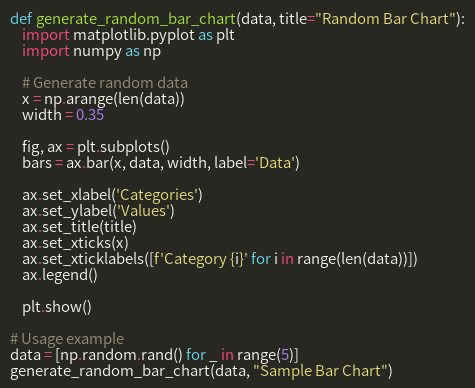 def generate_random_bar_chart(data, title="Random Bar Chart"):
    import matplotlib.pyplot as plt
    import numpy as np

    # Generate random data
    x = np.arange(len(data))
    width = 0.35

    fig, ax = plt.subplots()
    bars = ax.bar(x, data, width, label='Data')

    ax.set_xlabel('Categories')
    ax.set_ylabel('Values')
    ax.set_title(title)
    ax.set_xticks(x)
    ax.set_xticklabels([f'Category {i}' for i in range(len(data))])
    ax.legend()

    plt.show()

# Usage example
data = [np.random.rand() for _ in range(5)]
generate_random_bar_chart(data, "Sample Bar Chart")